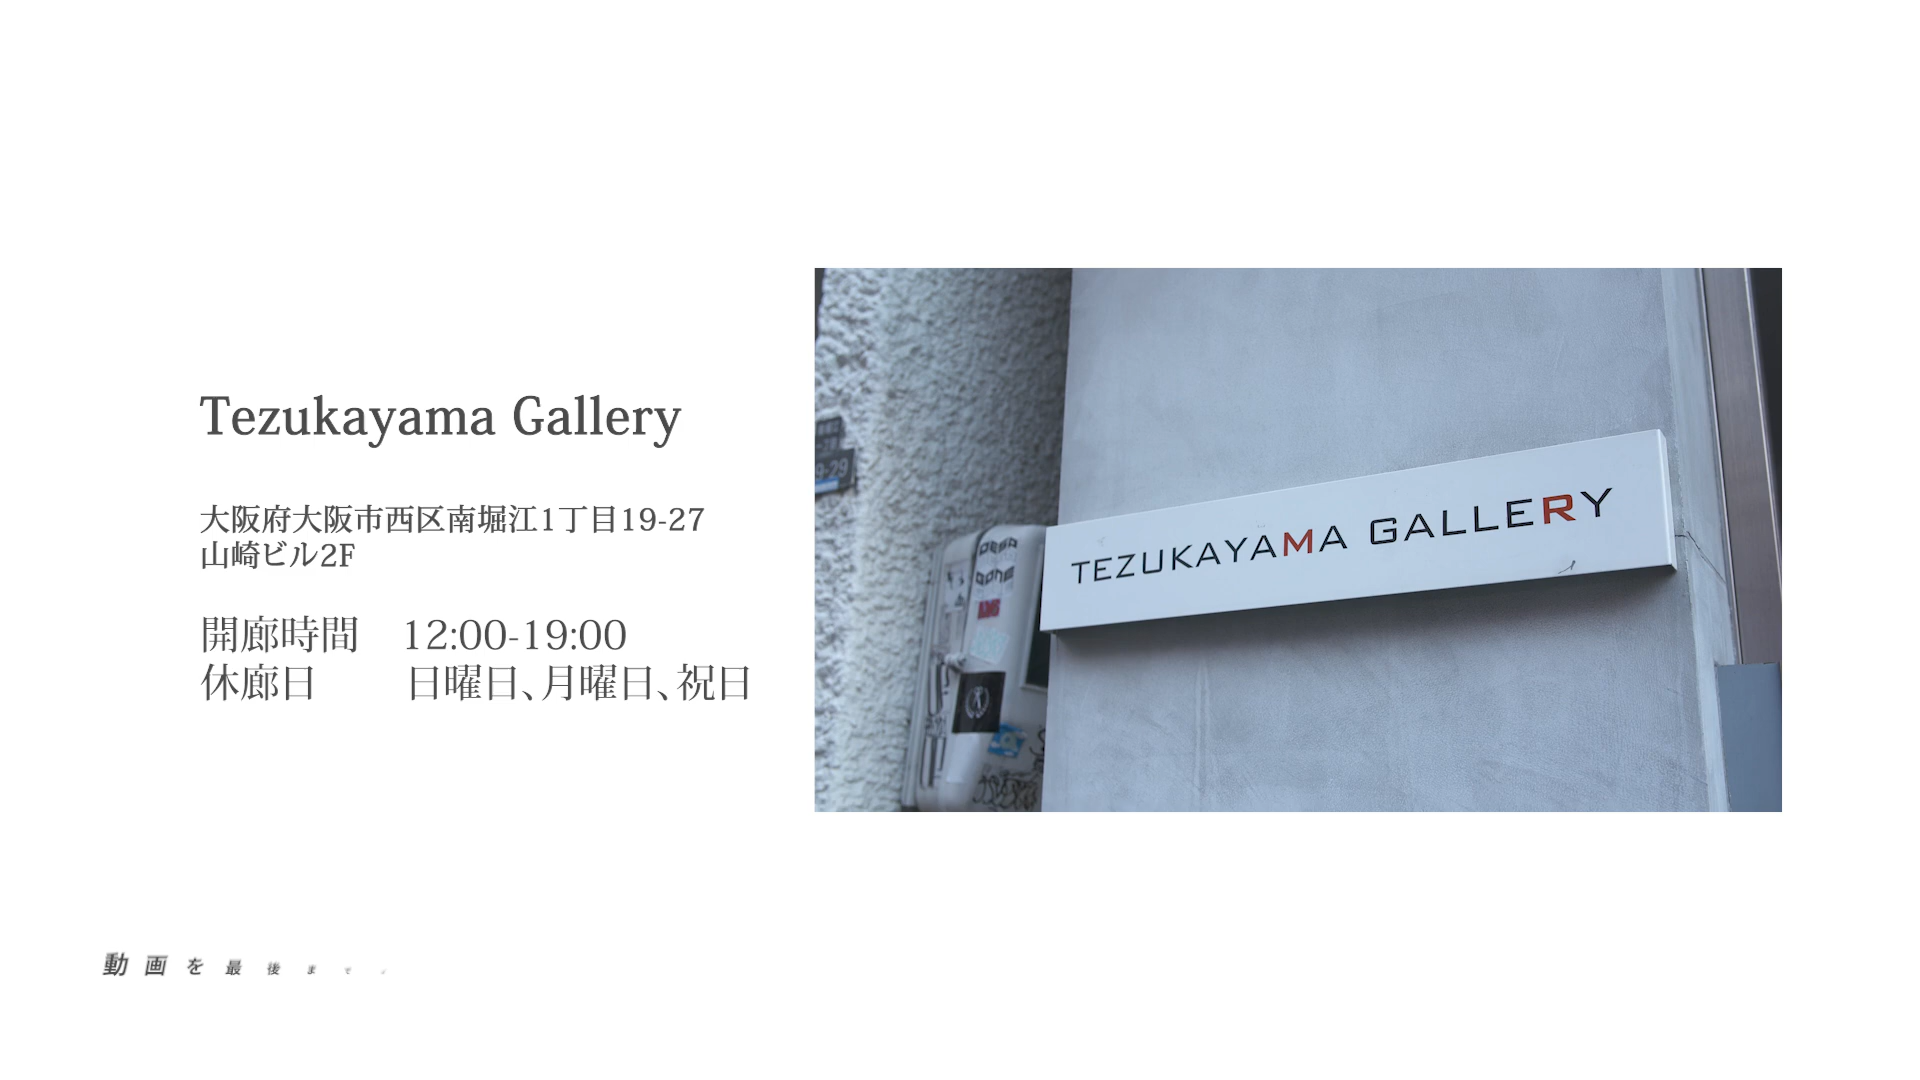 Tezukayama Gallery
大阪府大阪市西区南堀江1丁目19-27
山崎ビル2F
開廊時間 12:00-19:00
休廊日 日曜日、月曜日、祝日
TEZUKAYAMA GALLERY
動画を最後まで